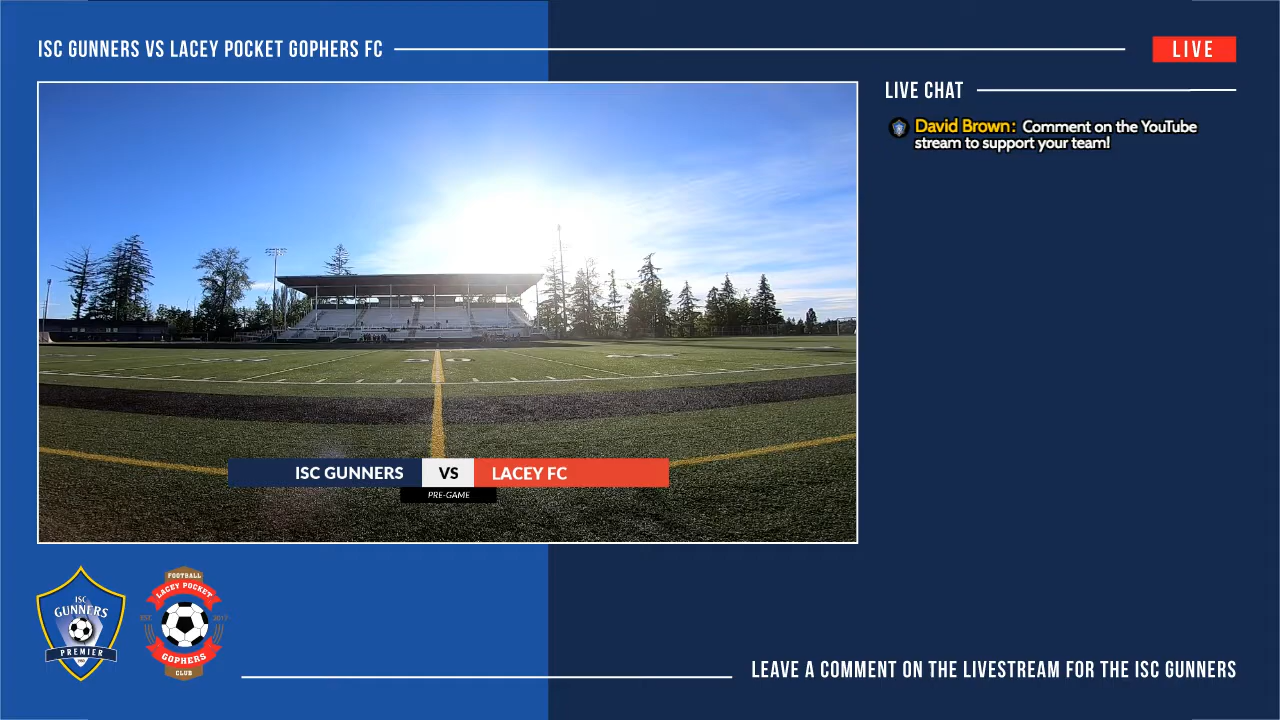 ISC GUNNERS VS LACEY POCKET GOPHERS FC
LIVE
LIVE CHAT
David Brown: Comment on the YouTube
stream to support your team!
ISC GUNNERS VS LACEY FC
PRE-GAME
ISC
GUNNERS
PREMIER
FOOTBALL
LACEY POCKET
EST. 2017
GOPHERS
CLUB
LEAVE A COMMENT ON THE LIVESTREAM FOR THE ISC GUNNERS